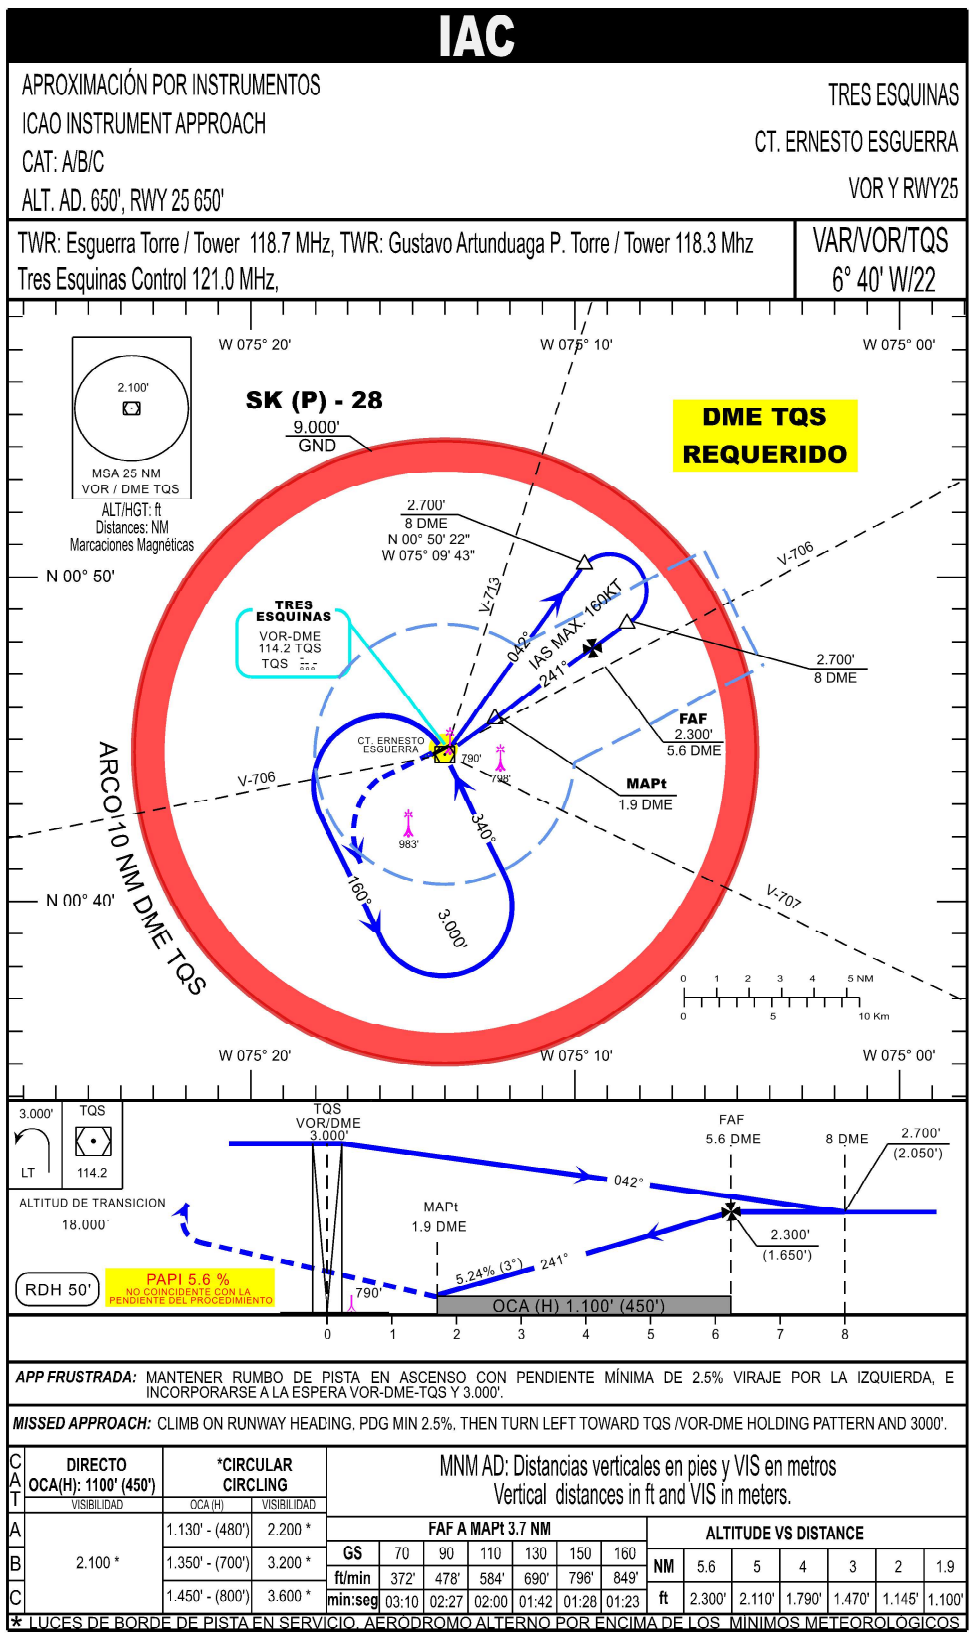 IAC
APROXIMACIÓN POR INSTRUMENTOS
ICAO INSTRUMENT APPROACH
CAT: A/B/C
ALT. AD. 650', RWY 25 650'
TRES ESQUINAS
CT. ERNESTO ESGUERRA
VOR Y RWY25
TWR: Esguerra Torre / Tower 118.7 MHz, TWR: Gustavo Artunduaga P. Torre / Tower 118.3 Mhz
Tres Esquinas Control 121.0 MHz,
VAR/VOR/TQS
6° 40' W/22
W 075° 20'
W 075° 10'
W 075° 00'
2.100'
MSA 25 NM
VOR / DME TQS
ALT/HGT: ft
Distances: NM
Marcaciones Magnéticas
SK (P) - 28
9.000'
GND
DME TQS
REQUERIDO
2.700'
8 DME
N 00° 50' 22"
W 075° 09' 43"
V-713
V-706
N 00° 50'
TRES
ESQUINAS
VOR-DME
114.2 TQS
TQS
042°
IAS MAX. 160KT
241°
2.700'
8 DME
FAF
2.300'
5.6 DME
MAPt
1.9 DME
CT. ERNESTO
ESGUERRA
790'
798'
983'
V-706
340°
160°
3.000'
V-707
N 00° 40'
ARCO 10 NM DME TQS
0 1 2 3 4 5 NM
0 5 10 Km
W 075° 20'
W 075° 10'
W 075° 00'
3.000'
LT
TQS
114.2
ALTITUD DE TRANSICION
18.000'
RDH 50'
PAPI 5.6 %
NO COINCIDENTE CON LA
PENDIENTE DEL PROCEDIMIENTO
TQS
VOR/DME
3.000'
790'
MAPt
1.9 DME
042°
5.24% (3°)
241°
FAF
5.6 DME
8 DME
2.700'
(2.050')
2.300'
(1.650')
OCA (H) 1.100' (450')
0 1 2 3 4 5 6 7 8
APP FRUSTRADA: MANTENER RUMBO DE PISTA EN ASCENSO CON PENDIENTE MÍNIMA DE 2.5% VIRAJE POR LA IZQUIERDA, E
INCORPORARSE A LA ESPERA VOR-DME-TQS Y 3.000'.
MISSED APPROACH: CLIMB ON RUNWAY HEADING, PDG MIN 2.5%, THEN TURN LEFT TOWARD TQS /VOR-DME HOLDING PATTERN AND 3000'.
CAT
DIRECTO
OCA(H): 1100' (450')
VISIBILIDAD
*CIRCULAR
CIRCLING
OCA (H) VISIBILIDAD
A 1.130' - (480') 2.200 *
B 2.100 * 1.350' - (700') 3.200 *
C 1.450' - (800') 3.600 *
MNM AD: Distancias verticales en pies y VIS en metros
Vertical distances in ft and VIS in meters.
FAF A MAPt 3.7 NM
GS 70 90 110 130 150 160
ft/min 372' 478' 584' 690' 796' 849'
min:seg 03:10 02:27 02:00 01:42 01:28 01:23
ALTITUDE VS DISTANCE
NM 5.6 5 4 3 2 1.9
ft 2.300' 2.110' 1.790' 1.470' 1.145' 1.100'
* LUCES DE BORDE DE PISTA EN SERVICIO. AERÓDROMO ALTERNO POR ENCIMA DE LOS MÍNIMOS METEOROLÓGICOS